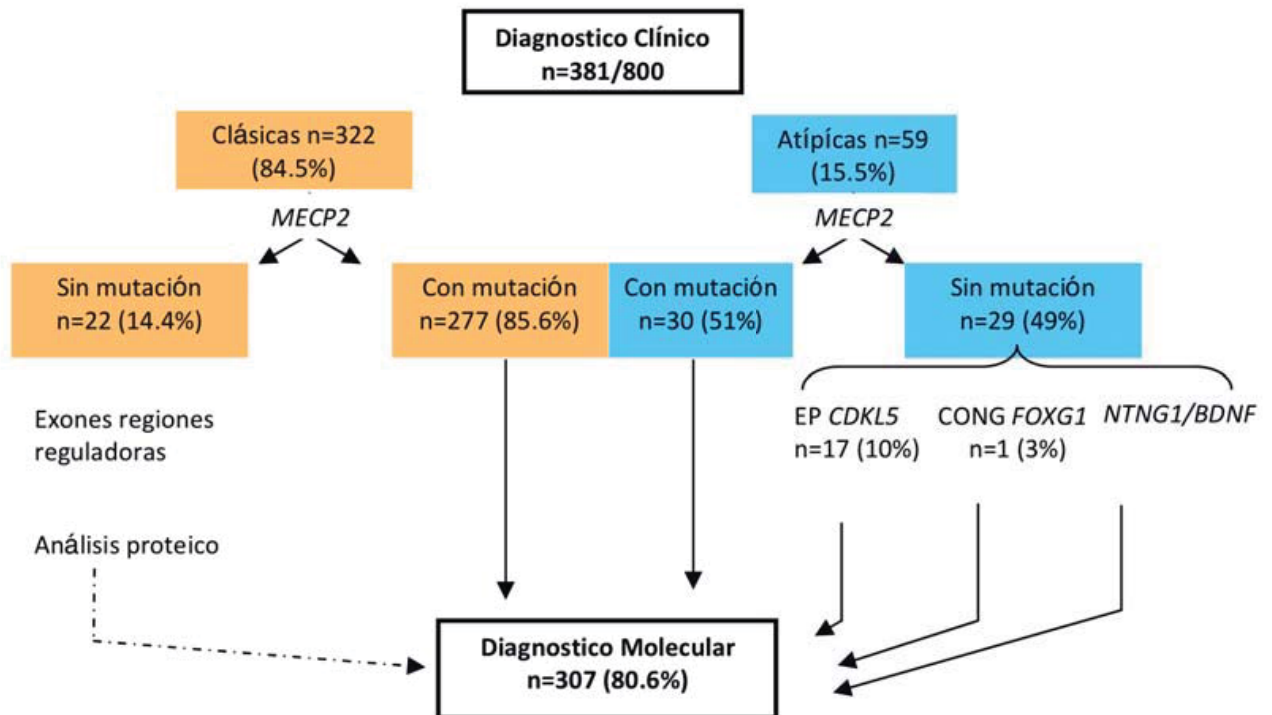 Diagnostico Clínico
n=381/800
Clásicas n=322
(84.5%)
Atípícas n=59
(15.5%)
MECP2
MECP2
Sin mutación
n=22 (14.4%)
Con mutación
n=277 (85.6%)
Con mutación
n=30 (51%)
Sin mutación
n=29 (49%)
Exones regiones
reguladoras
EP CDKL5
n=17 (10%)
CONG FOXG1
n=1 (3%)
NTNG1/BDNF
Análisis proteico
Diagnostico Molecular
n=307 (80.6%)